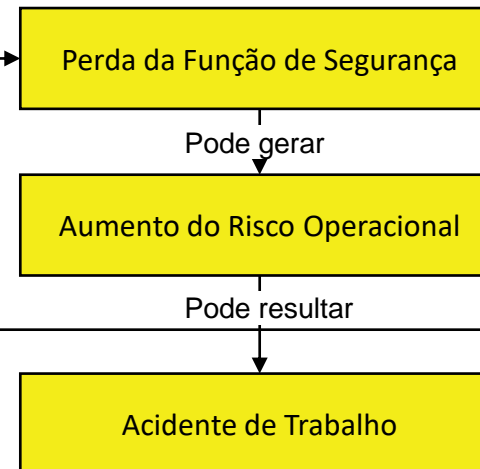 Perda da Função de Segurança
Pode gerar
Aumento do Risco Operacional
Pode resultar
Acidente de Trabalho